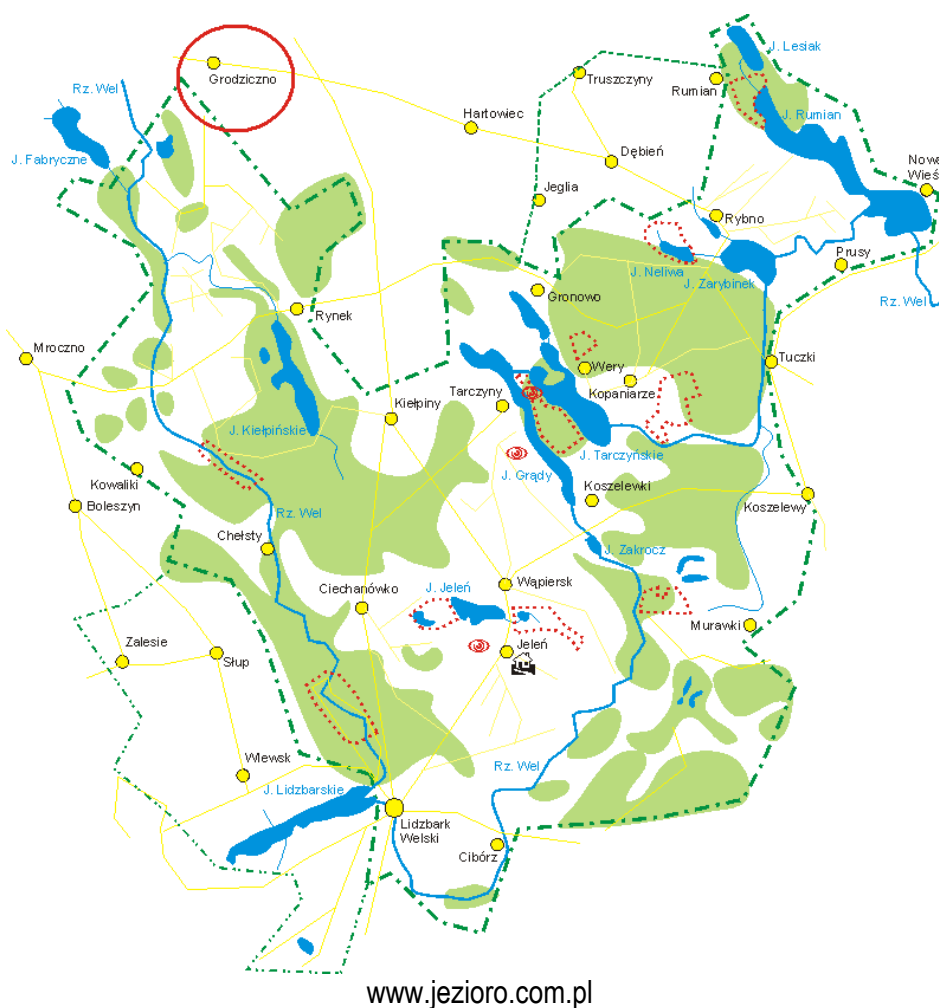 J. Lesiak
Grodziczno
Rz. Wel
Truszczyny
Rumian
J. Rumian
Hartowiec
J. Fabryczne
Dębień
Nowa
Wieś
Jeglia
Rybno
Prusy
J. Neliwa
J. Zarybinek
Rz. Wel
Gronowo
Rynek
Mroczno
Wery
Tuczki
Kopaniarze
Tarczyny
Kiełpiny
J. Kiełpińskie
J. Tarczyńskie
J. Grądy
Kowaliki
Boleszyn
Koszelewki
Koszelewy
Rz. Wel
Chełsty
J. Zakrocz
Ciechanówko
J. Jeleń
Wąpiersk
Murawki
Zalesie
Słup
Jeleń
Wlewsk
Rz. Wel
J. Lidzbarskie
Lidzbark
Welski
Cibórz
www.jezioro.com.pl